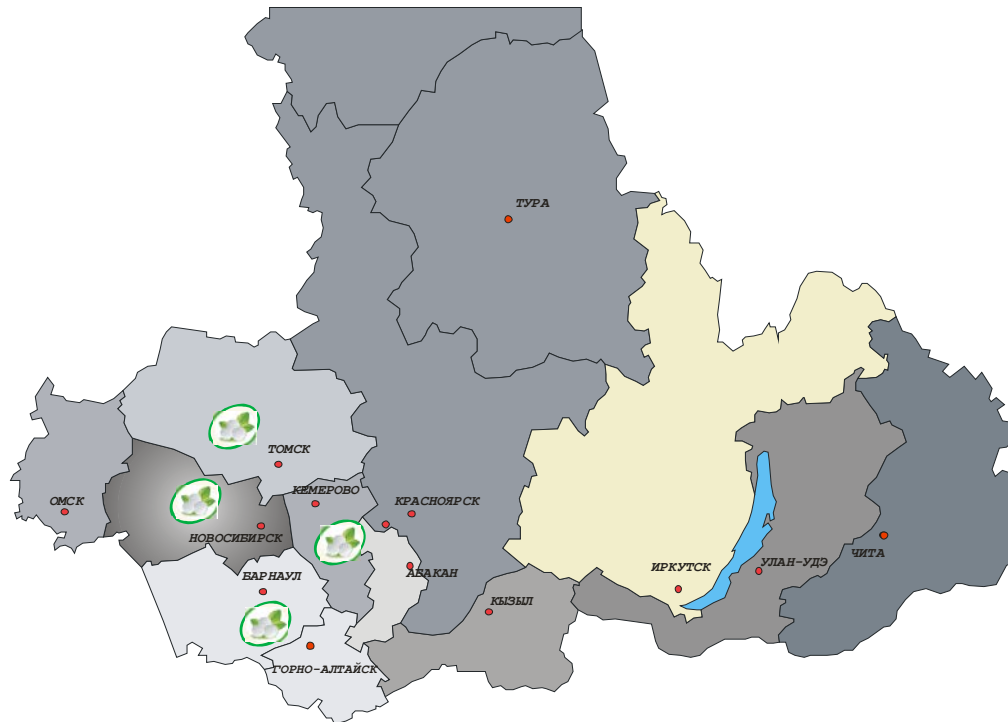 ТУРА
ТОМСК
КЕМЕРОВО
ОМСК
КРАСНОЯРСК
НОВОСИБИРСК
УЛАН-УДЭ
ЧИТА
ИРКУТСК
АБАКАН
БАРНАУЛ
КЫЗЫЛ
ГОРНО-АЛТАЙСК